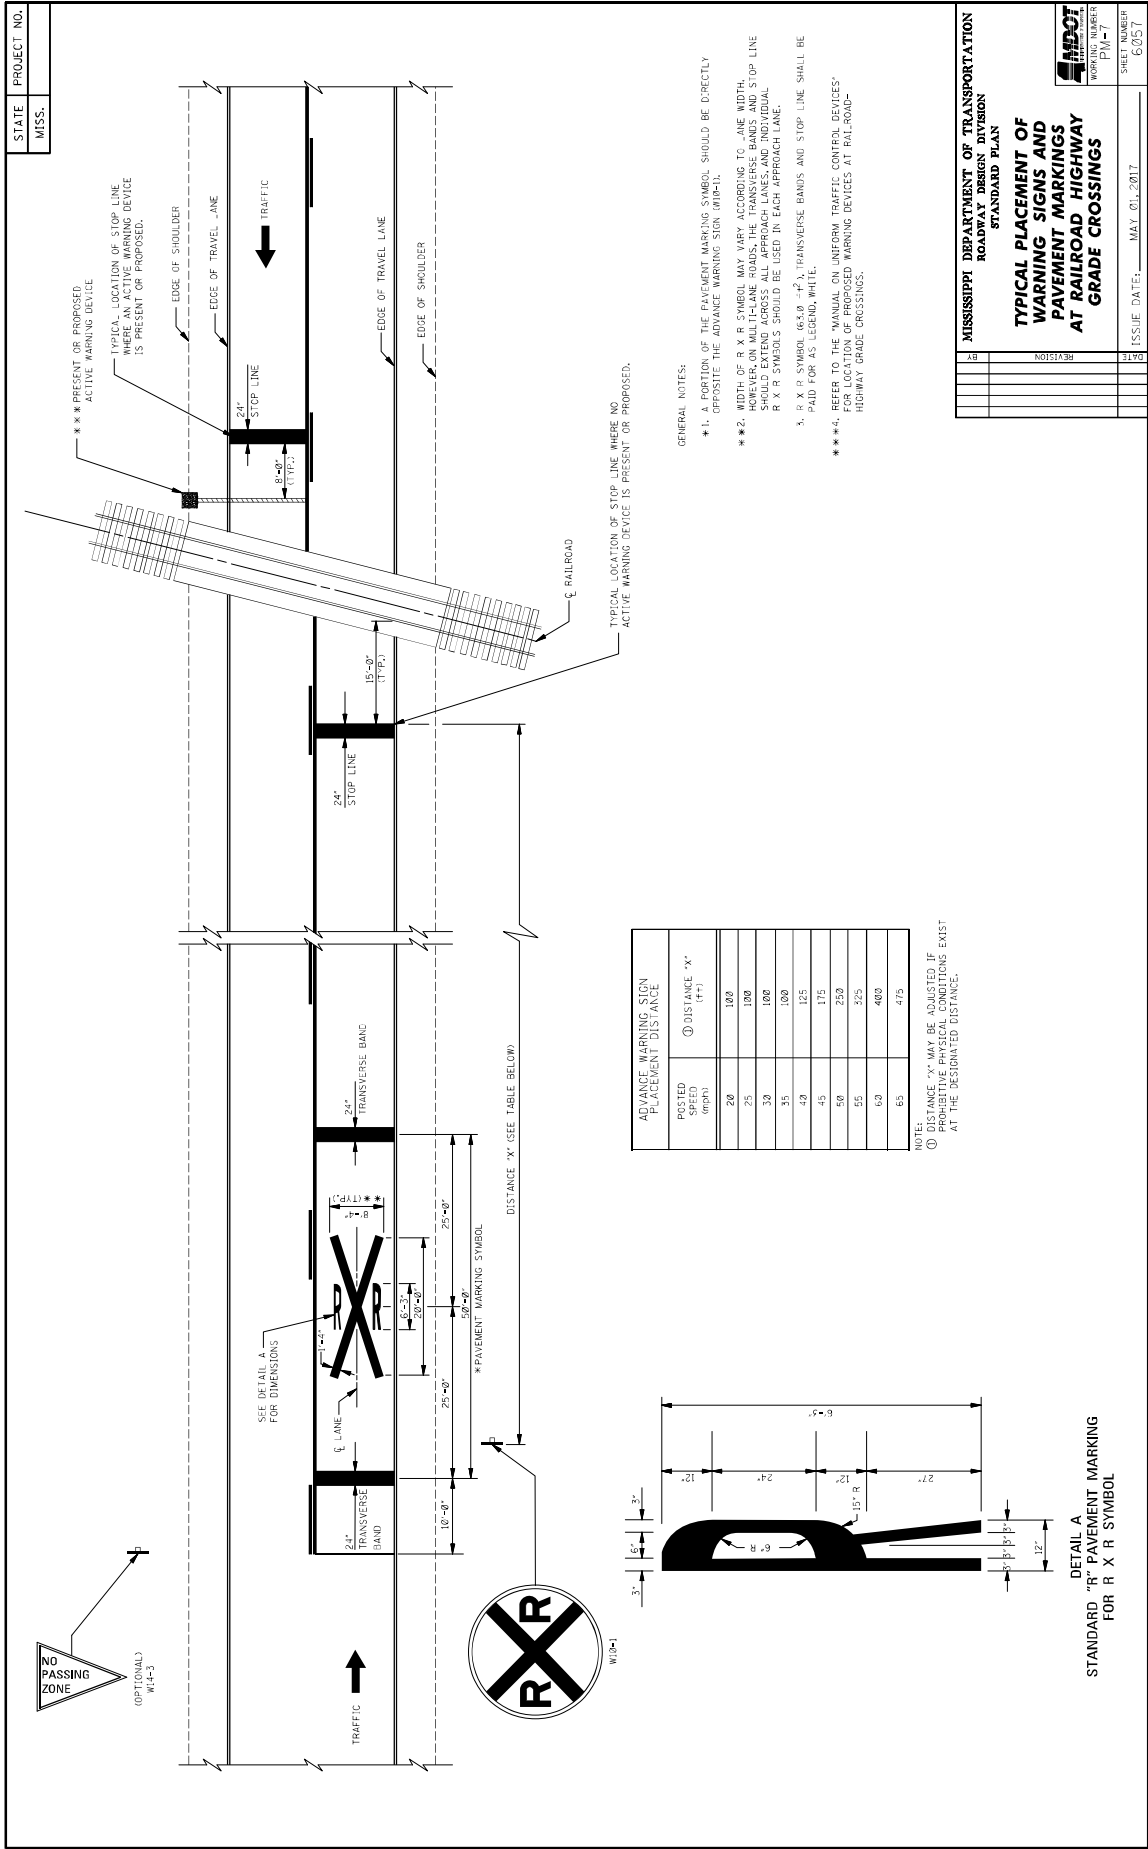 STATE PROJECT NO.
MISS.
NO
PASSING
ZONE
(OPTIONAL)
W14-3
* * * PRESENT OR PROPOSED
ACTIVE WARNING DEVICE
TYPICAL LOCATION OF STOP LINE
WHERE AN ACTIVE WARNING DEVICE
IS PRESENT OR PROPOSED.
EDGE OF SHOULDER
EDGE OF TRAVEL LANE
TRAFFIC
24"
STOP LINE
8'-0"
(TYP.)
EDGE OF TRAVEL LANE
EDGE OF SHOULDER
SEE DETAIL A
FOR DIMENSIONS
1'-4"
℄ LANE
24"
TRANSVERSE
BAND
24"
TRANSVERSE BAND
8'-4"
* * (TYP.)
6'-3"
20'-0"
10'-0"
25'-0"
25'-0"
50'-0"
*PAVEMENT MARKING SYMBOL
DISTANCE "X" (SEE TABLE BELOW)
24"
STOP LINE
15'-0"
(TYP.)
℄ RAILROAD
TYPICAL LOCATION OF STOP LINE WHERE NO
ACTIVE WARNING DEVICE IS PRESENT OR PROPOSED.
TRAFFIC
R R
W10-1
ADVANCE WARNING SIGN
PLACEMENT DISTANCE
POSTED
SPEED
(mph)
① DISTANCE "X"
(ft)
20 100
25 100
30 100
35 100
40 125
45 175
50 250
55 325
60 400
65 475
NOTE:
① DISTANCE "X" MAY BE ADJUSTED IF
PROHIBITIVE PHYSICAL CONDITIONS EXIST
AT THE DESIGNATED DISTANCE.
GENERAL NOTES:
* 1. A PORTION OF THE PAVEMENT MARKING SYMBOL SHOULD BE DIRECTLY
OPPOSITE THE ADVANCE WARNING SIGN (W10-1).
* * 2. WIDTH OF R X R SYMBOL MAY VARY ACCORDING TO LANE WIDTH.
HOWEVER, ON MULTI-LANE ROADS, THE TRANSVERSE BANDS AND STOP LINE
SHOULD EXTEND ACROSS ALL APPROACH LANES, AND INDIVIDUAL
R X R SYMBOLS SHOULD BE USED IN EACH APPROACH LANE.
3. R X R SYMBOL (63.0 ft²), TRANSVERSE BANDS AND STOP LINE SHALL BE
PAID FOR AS LEGEND, WHITE.
* * * 4. REFER TO THE "MANUAL ON UNIFORM TRAFFIC CONTROL DEVICES"
FOR LOCATION OF PROPOSED WARNING DEVICES AT RAILROAD-
HIGHWAY GRADE CROSSINGS.
3" 6" 3"
6" R
15" R
12" 24" 12" 27"
6'-3"
3" 3" 3" 3"
12"
DETAIL A
STANDARD "R" PAVEMENT MARKING
FOR R X R SYMBOL
BY
REVISION
DATE
MISSISSIPPI DEPARTMENT OF TRANSPORTATION
ROADWAY DESIGN DIVISION
STANDARD PLAN
TYPICAL PLACEMENT OF
WARNING SIGNS AND
PAVEMENT MARKINGS
AT RAILROAD HIGHWAY
GRADE CROSSINGS
MDOT
WORKING NUMBER
PM-7
SHEET NUMBER
6057
ISSUE DATE: MAY 01, 2017